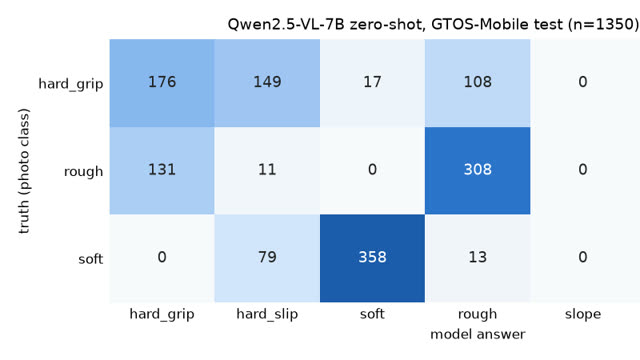 Qwen2.5-VL-7B zero-shot, GTOS-Mobile test (n=1350)
truth (photo class)
hard_grip 176 149 17 108 0
rough 131 11 0 308 0
soft 0 79 358 13 0
hard_grip hard_slip soft rough slope
model answer